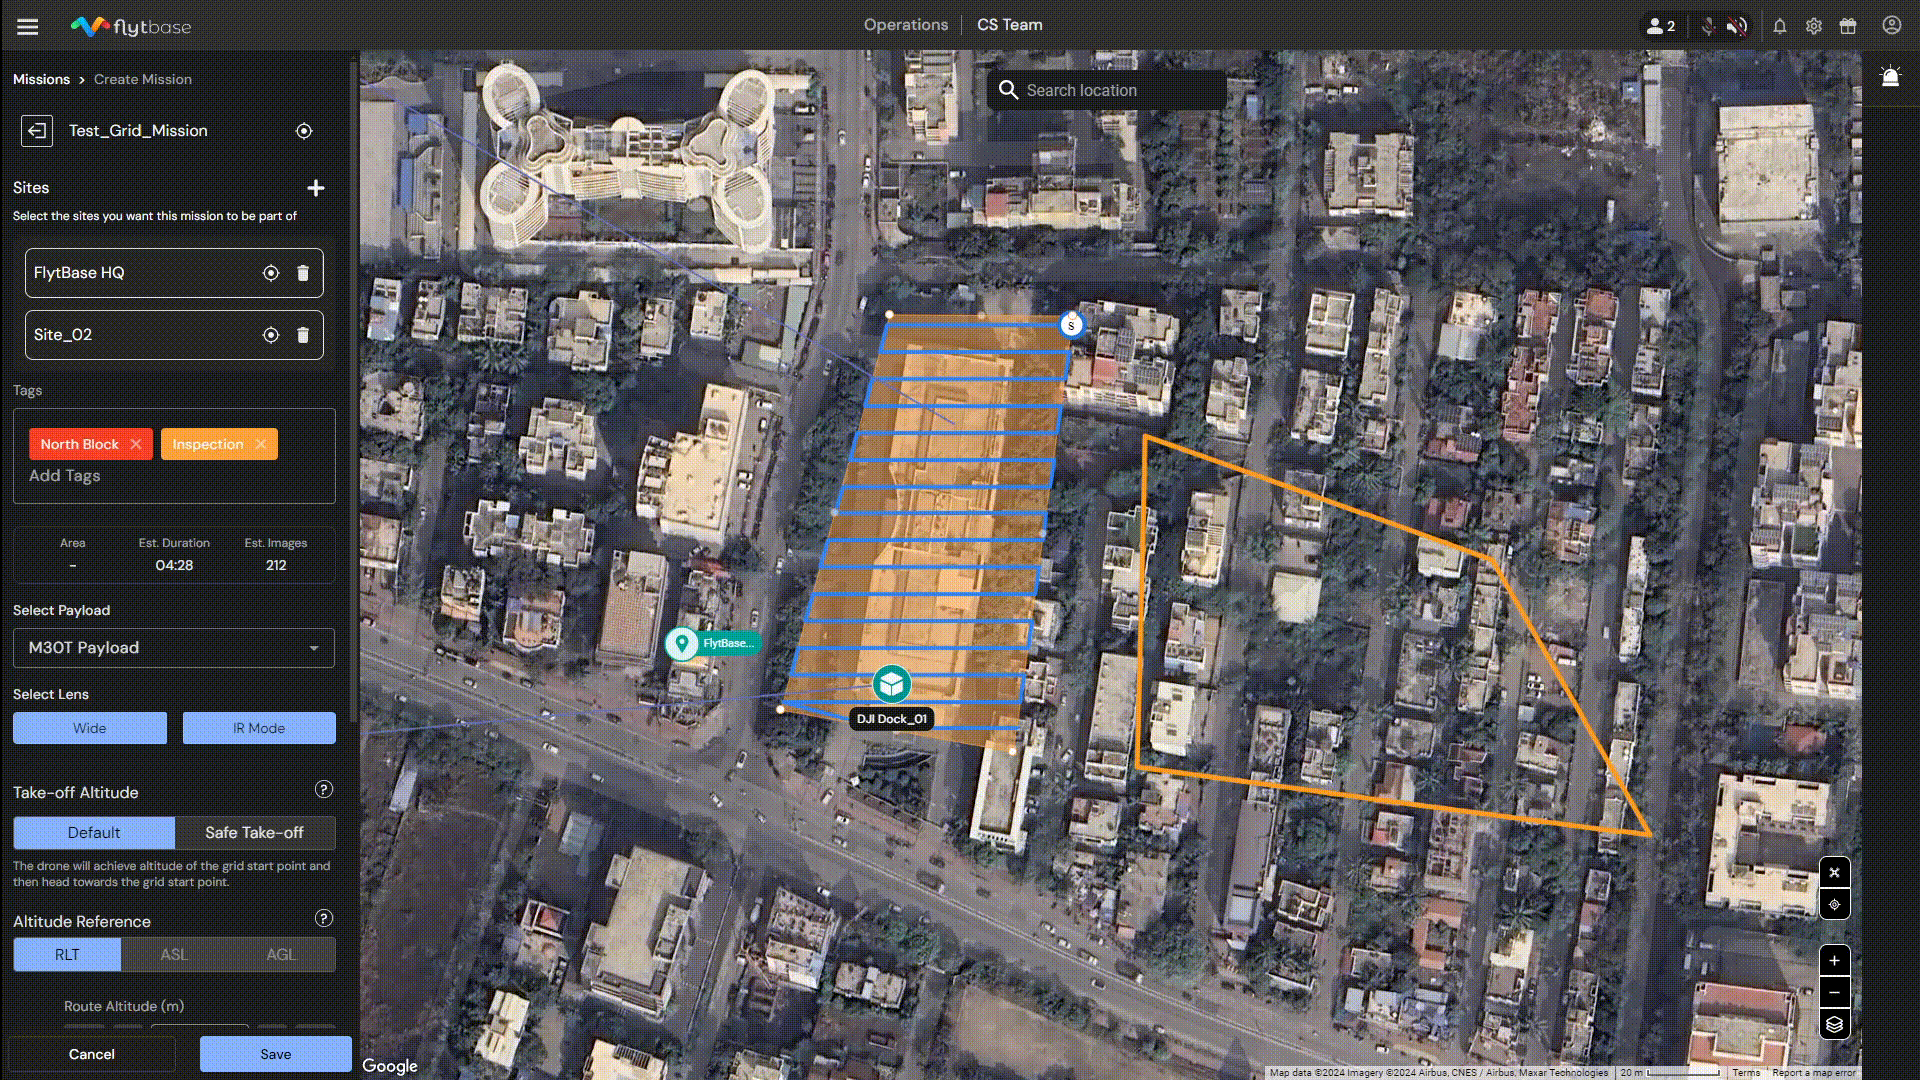 flytbase
Operations
CS Team
2
Missions > Create Mission
Search location
Test_Grid_Mission
Sites
Select the sites you want this mission to be part of
FlytBase HQ
Site_02
Tags
North Block
Inspection
Add Tags
Area
Est. Duration
Est. Images
-
04:28
212
Select Payload
M30T Payload
Select Lens
Wide
IR Mode
Take-off Altitude
?
Default
Safe Take-off
The drone will achieve altitude of the grid start point and
then head towards the grid start point.
Altitude Reference
?
RLT
ASL
AGL
Route Altitude (m)
Cancel
Save
S
FlytBase...
DJI Dock_01
Google
Map data ©2024 Imagery ©2024 Airbus, CNES / Airbus, Maxar Technologies
20 m
Terms
Report a map error